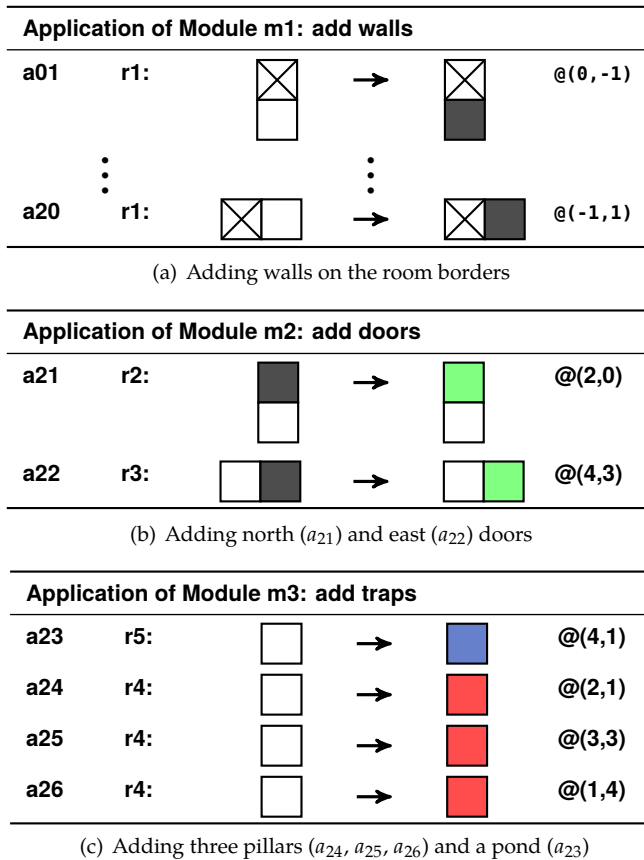 Application of Module m1: add walls
a01 r1: @(0,-1)
a20 r1: @(-1,1)
(a) Adding walls on the room borders
Application of Module m2: add doors
a21 r2: @(2,0)
a22 r3: @(4,3)
(b) Adding north (a21) and east (a22) doors
Application of Module m3: add traps
a23 r5: @(4,1)
a24 r4: @(2,1)
a25 r4: @(3,3)
a26 r4: @(1,4)
(c) Adding three pillars (a24, a25, a26) and a pond (a23)